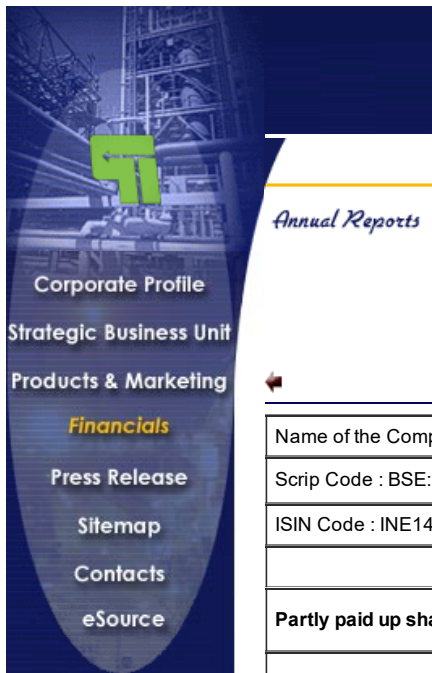 Corporate Profile
Strategic Business Unit
Products & Marketing
Financials
Press Release
Sitemap
Contacts
eSource
Annual Reports
Name of the Comp
Scrip Code : BSE:
ISIN Code : INE14
Partly paid up sha